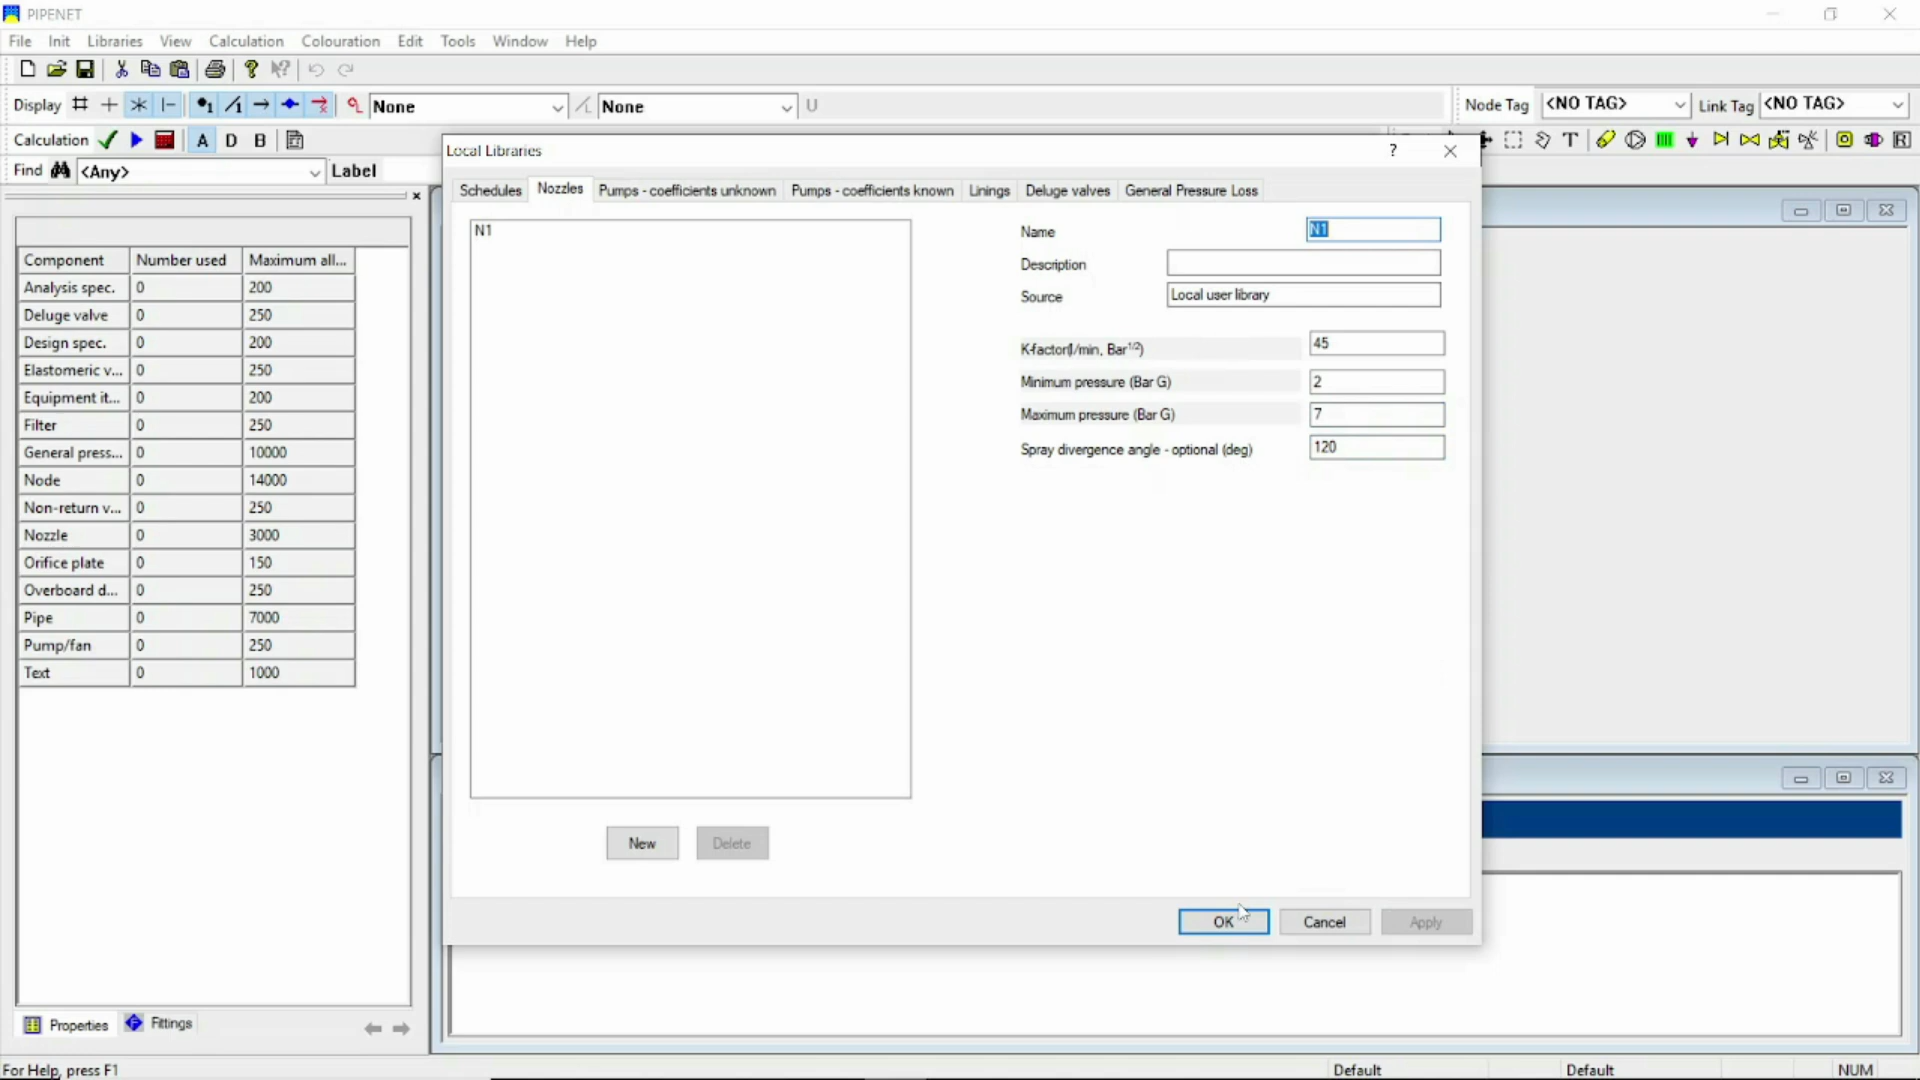 PIPENET
File Init Libraries View Calculation Colouration Edit Tools Window Help
Display None None U Node Tag <NO TAG> Link Tag <NO TAG>
Calculation A D B T R
Find <Any> Label
Local Libraries ?
Schedules Nozzles Pumps - coefficients unknown Pumps - coefficients known Linings Deluge valves General Pressure Loss
N1
Name N1
Description
Source Local user library
K-factor(l/min, Bar¹/²) 45
Minimum pressure (Bar G) 2
Maximum pressure (Bar G) 7
Spray divergence angle - optional (deg) 120
New Delete
OK Cancel Apply
Component Number used Maximum all...
Analysis spec. 0 200
Deluge valve 0 250
Design spec. 0 200
Elastomeric v... 0 250
Equipment it... 0 200
Filter 0 250
General press... 0 10000
Node 0 14000
Non-return v... 0 250
Nozzle 0 3000
Orifice plate 0 150
Overboard d... 0 250
Pipe 0 7000
Pump/fan 0 250
Text 0 1000
Properties Fittings
For Help, press F1 Default Default NUM